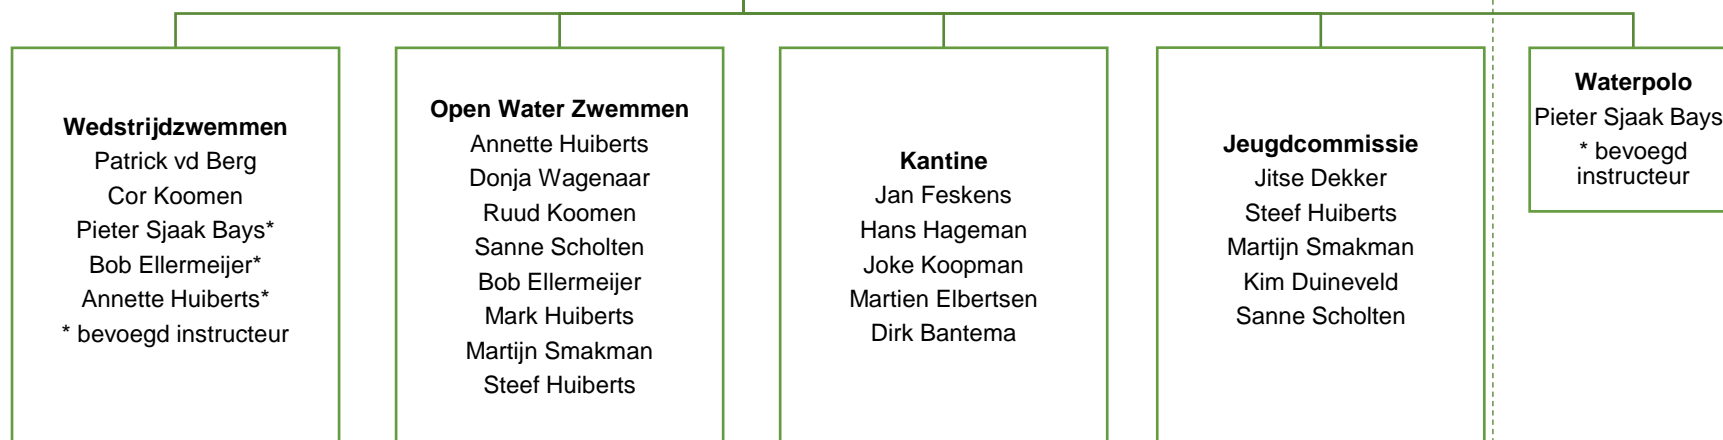 Wedstrijdzwemmen
Patrick vd Berg
Cor Koomen
Pieter Sjaak Bays*
Bob Ellermeijer*
Annette Huiberts*
* bevoegd instructeur
Open Water Zwemmen
Annette Huiberts
Donja Wagenaar
Ruud Koomen
Sanne Scholten
Bob Ellermeijer
Mark Huiberts
Martijn Smakman
Steef Huiberts
Kantine
Jan Feskens
Hans Hageman
Joke Koopman
Martien Elbertsen
Dirk Bantema
Jeugdcommissie
Jitse Dekker
Steef Huiberts
Martijn Smakman
Kim Duineveld
Sanne Scholten
Waterpolo
Pieter Sjaak Bays
* bevoegd
instructeur